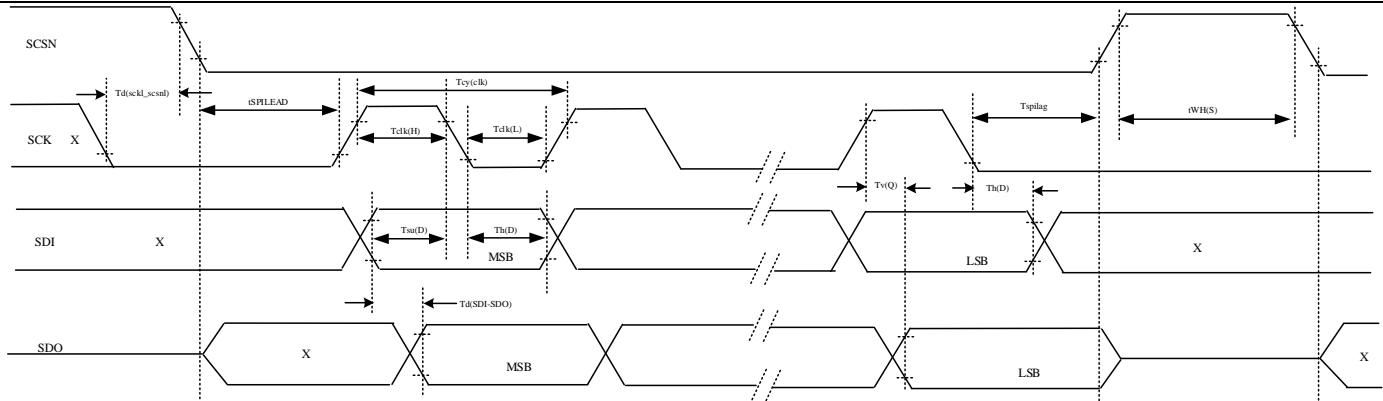 SCSN
Td(sckl_scsnl)
tSPILEAD
Tcy(clk)
Tspilag
tWH(S)
SCK X
Tclk(H)
Tclk(L)
Tv(Q)
Th(D)
SDI X
Tsu(D)
Th(D)
MSB
LSB
X
Td(SDI-SDO)
SDO
X
MSB
LSB
X